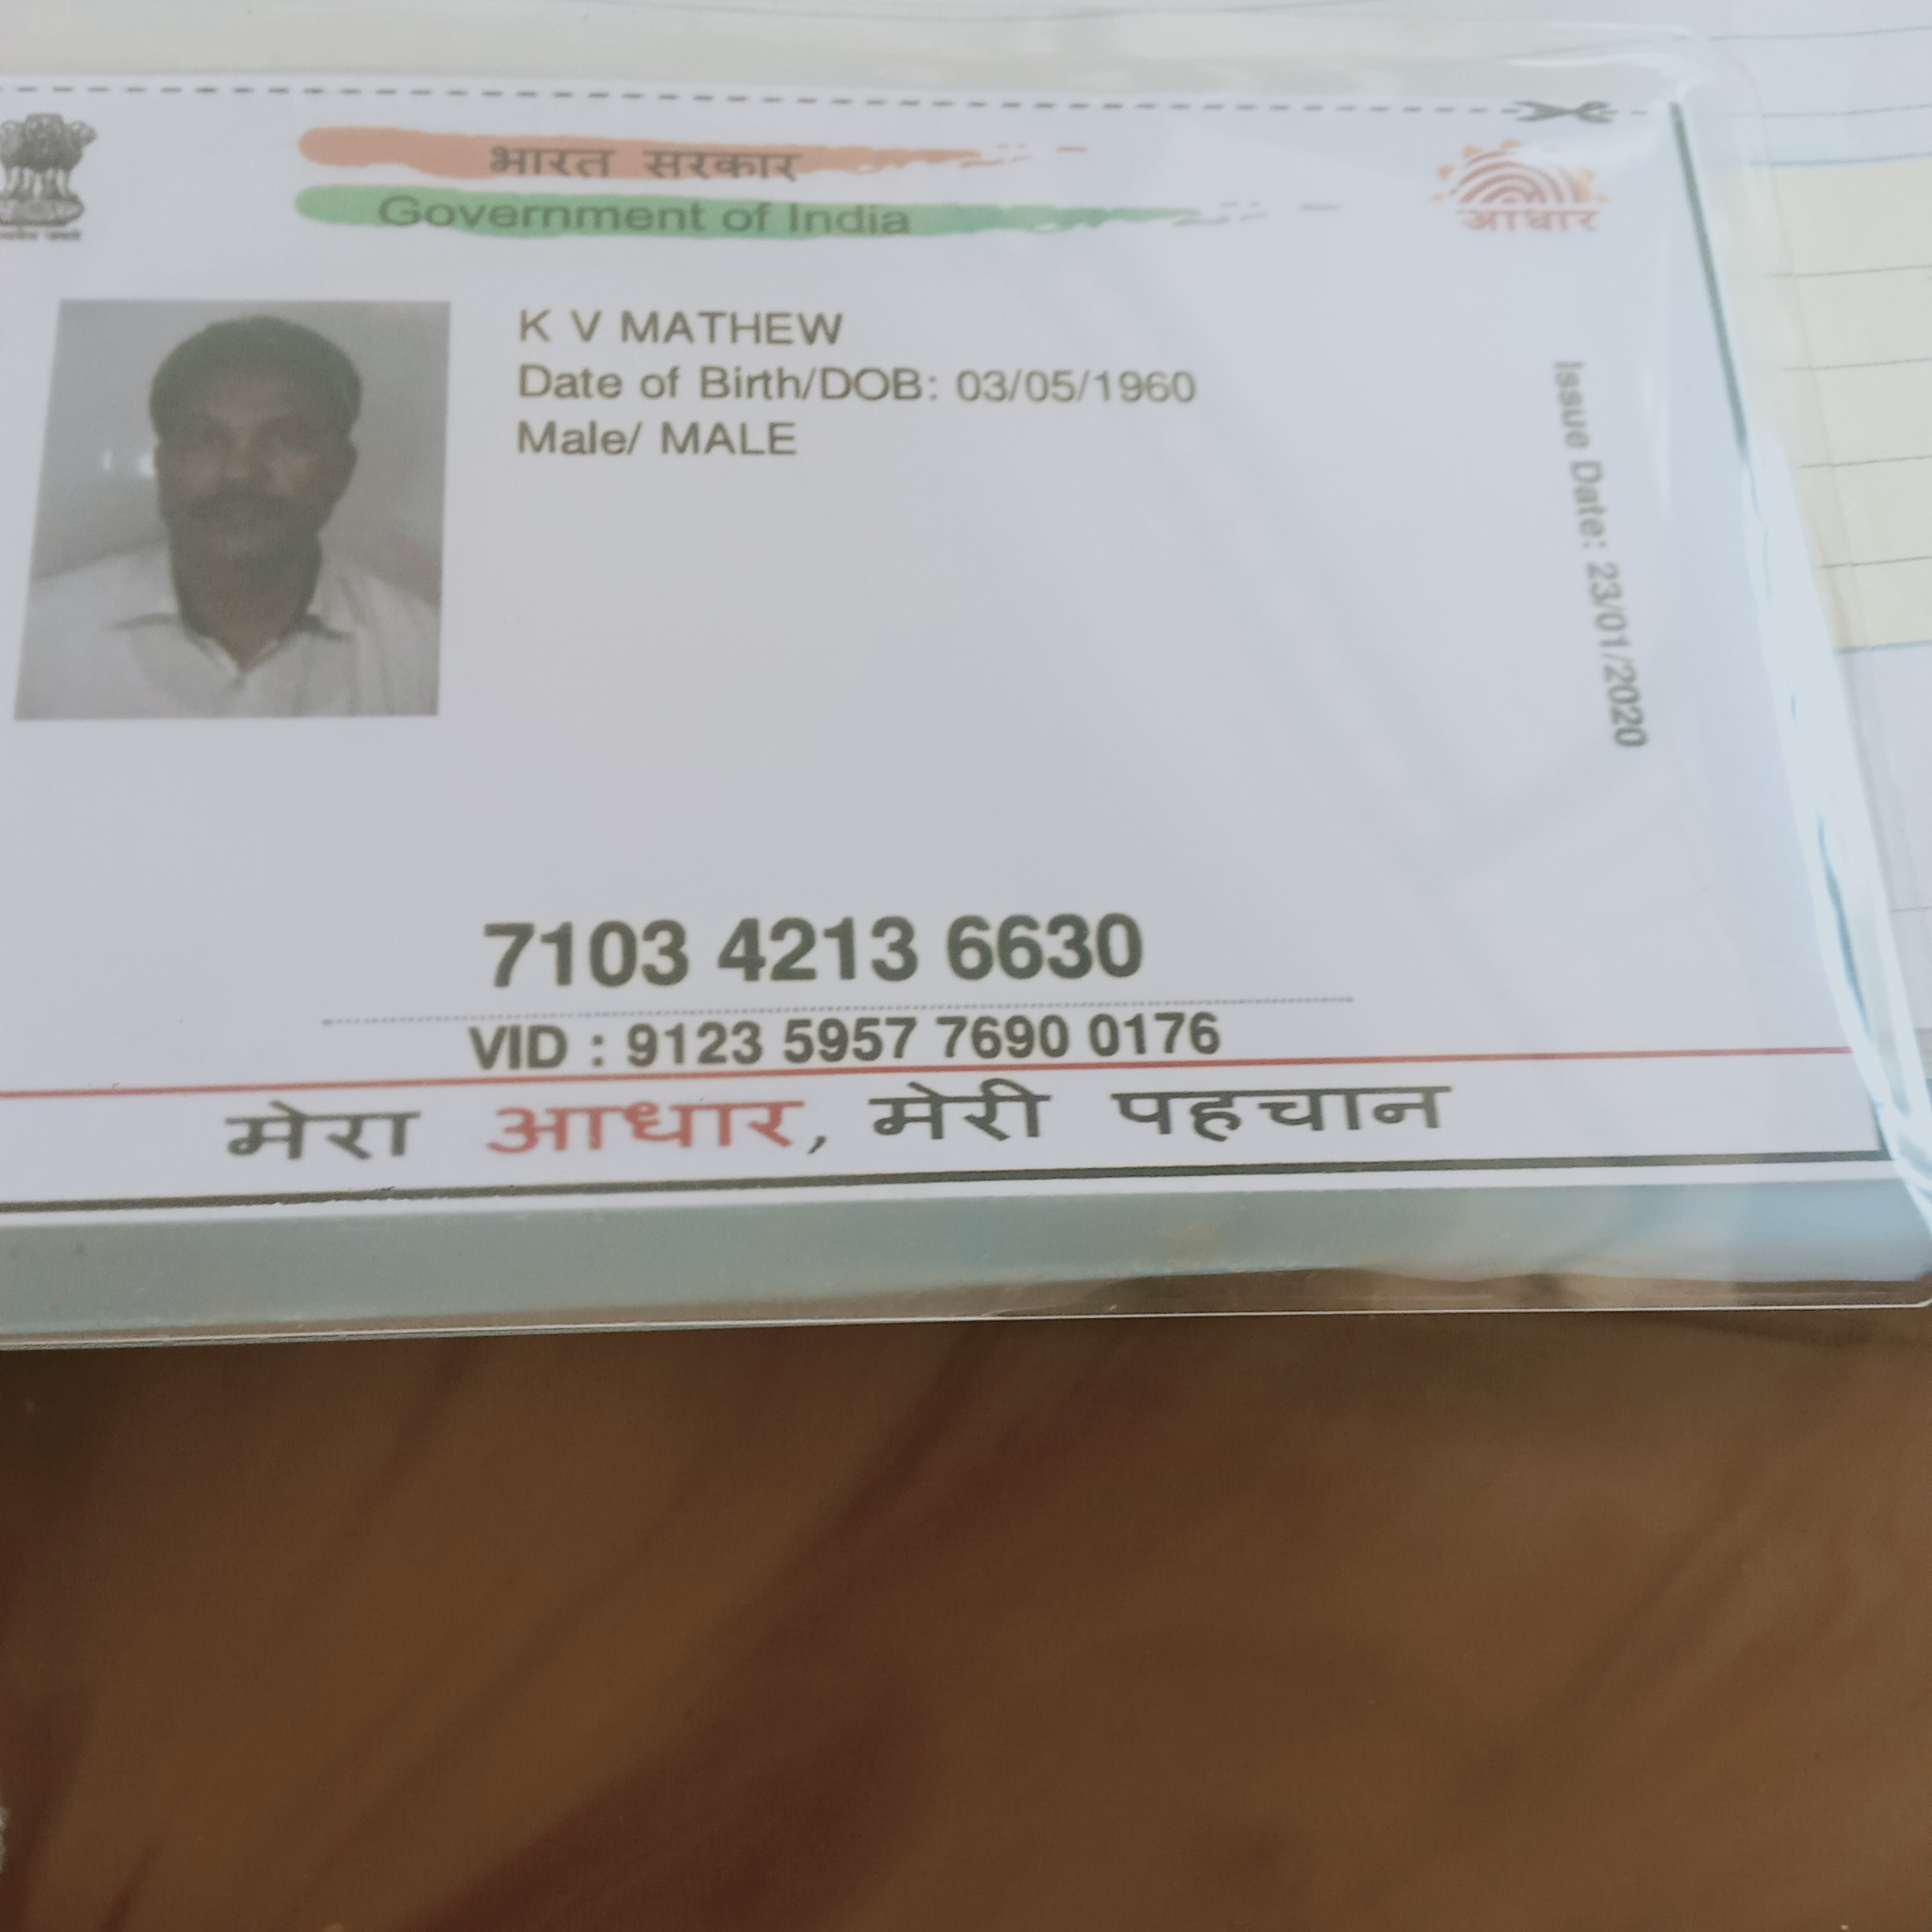 भारत सरकार
Government of India
आधार
K V MATHEW
Date of Birth/DOB: 03/05/1960
Male/ MALE
Issue Date: 23/01/2020
7103 4213 6630
VID : 9123 5957 7690 0176
मेरा आधार, मेरी पहचान